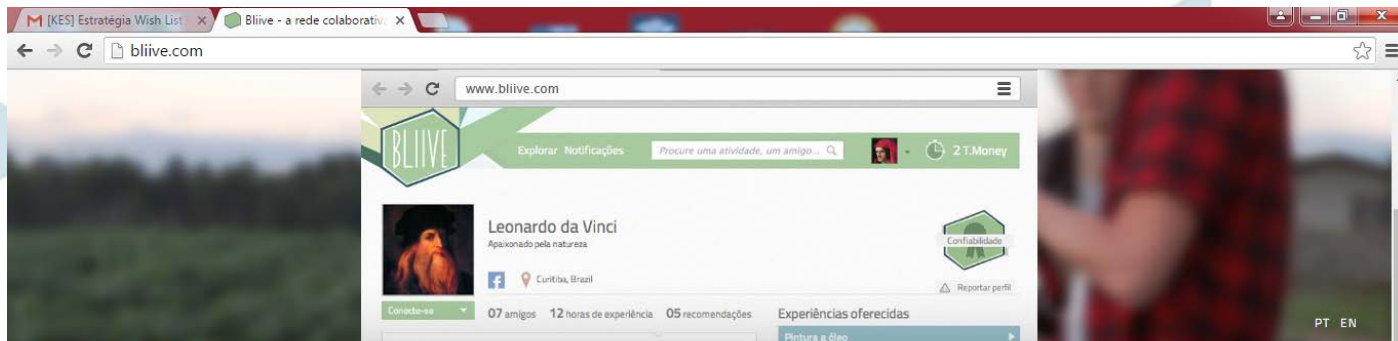 [KES] Estratégia Wish List
Bliive - a rede colaborativ
bliive.com
www.bliive.com
BLIIVE
Explorar Notificações Procure uma atividade, um amigo... 2 T.Money
Leonardo da Vinci
Apaixonado pela natureza
Confiabilidade
Curitiba, Brazil
Reportar perfil
Conecte-se
07 amigos 12 horas de experiência 05 recomendações
Experiências oferecidas
Pintura a óleo
PT EN